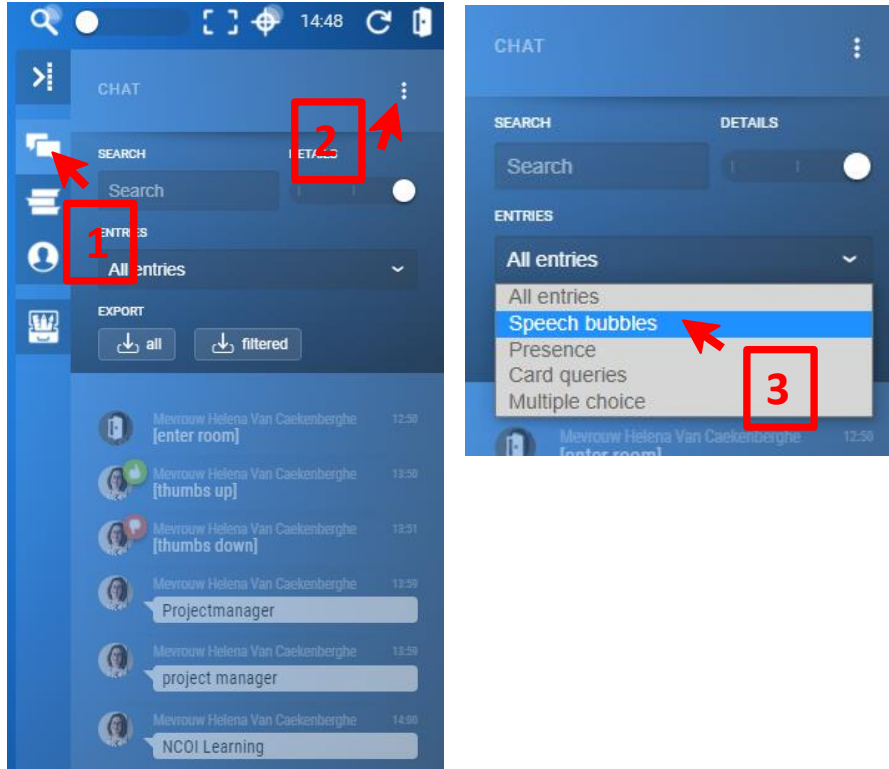 14:48
CHAT
2
SEARCH
DETAILS
Search
1
ENTRIES
All entries
EXPORT
all
filtered
Mevrouw Helena Van Caekenberghe 12:50
[enter room]
Mevrouw Helena Van Caekenberghe 13:50
[thumbs up]
Mevrouw Helena Van Caekenberghe 13:51
[thumbs down]
Mevrouw Helena Van Caekenberghe 13:59
Projectmanager
Mevrouw Helena Van Caekenberghe 13:59
project manager
Mevrouw Helena Van Caekenberghe 14:00
NCOI Learning
CHAT
SEARCH
DETAILS
Search
ENTRIES
All entries
All entries
Speech bubbles
Presence
Card queries
Multiple choice
3
Mevrouw Helena Van Caekenberghe 12:50
[enter room]